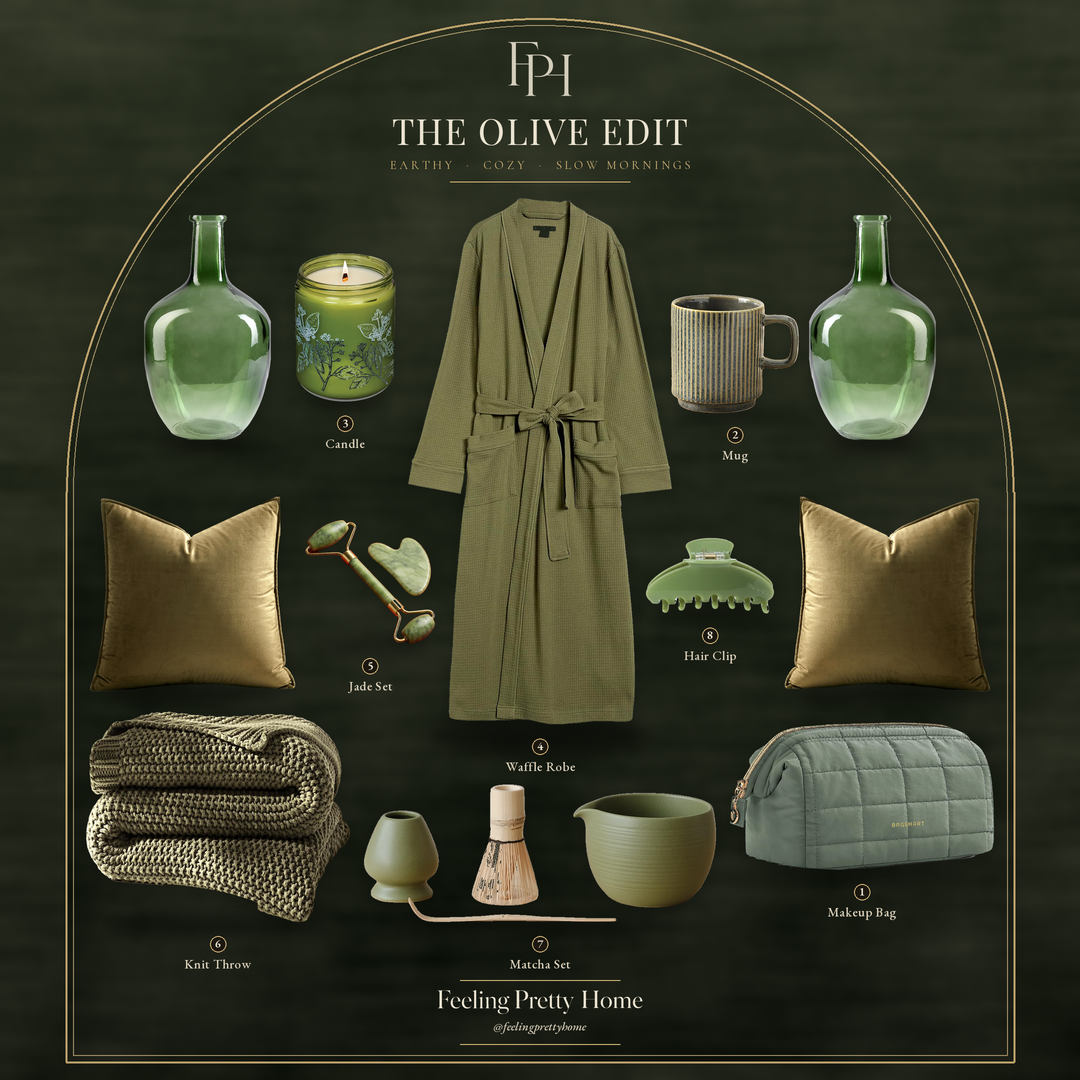 FPH
THE OLIVE EDIT
EARTHY · COZY · SLOW MORNINGS
3
Candle
2
Mug
5
Jade Set
8
Hair Clip
4
Waffle Robe
BAGSMART
1
Makeup Bag
6
Knit Throw
7
Matcha Set
Feeling Pretty Home
@feelingprettyhome